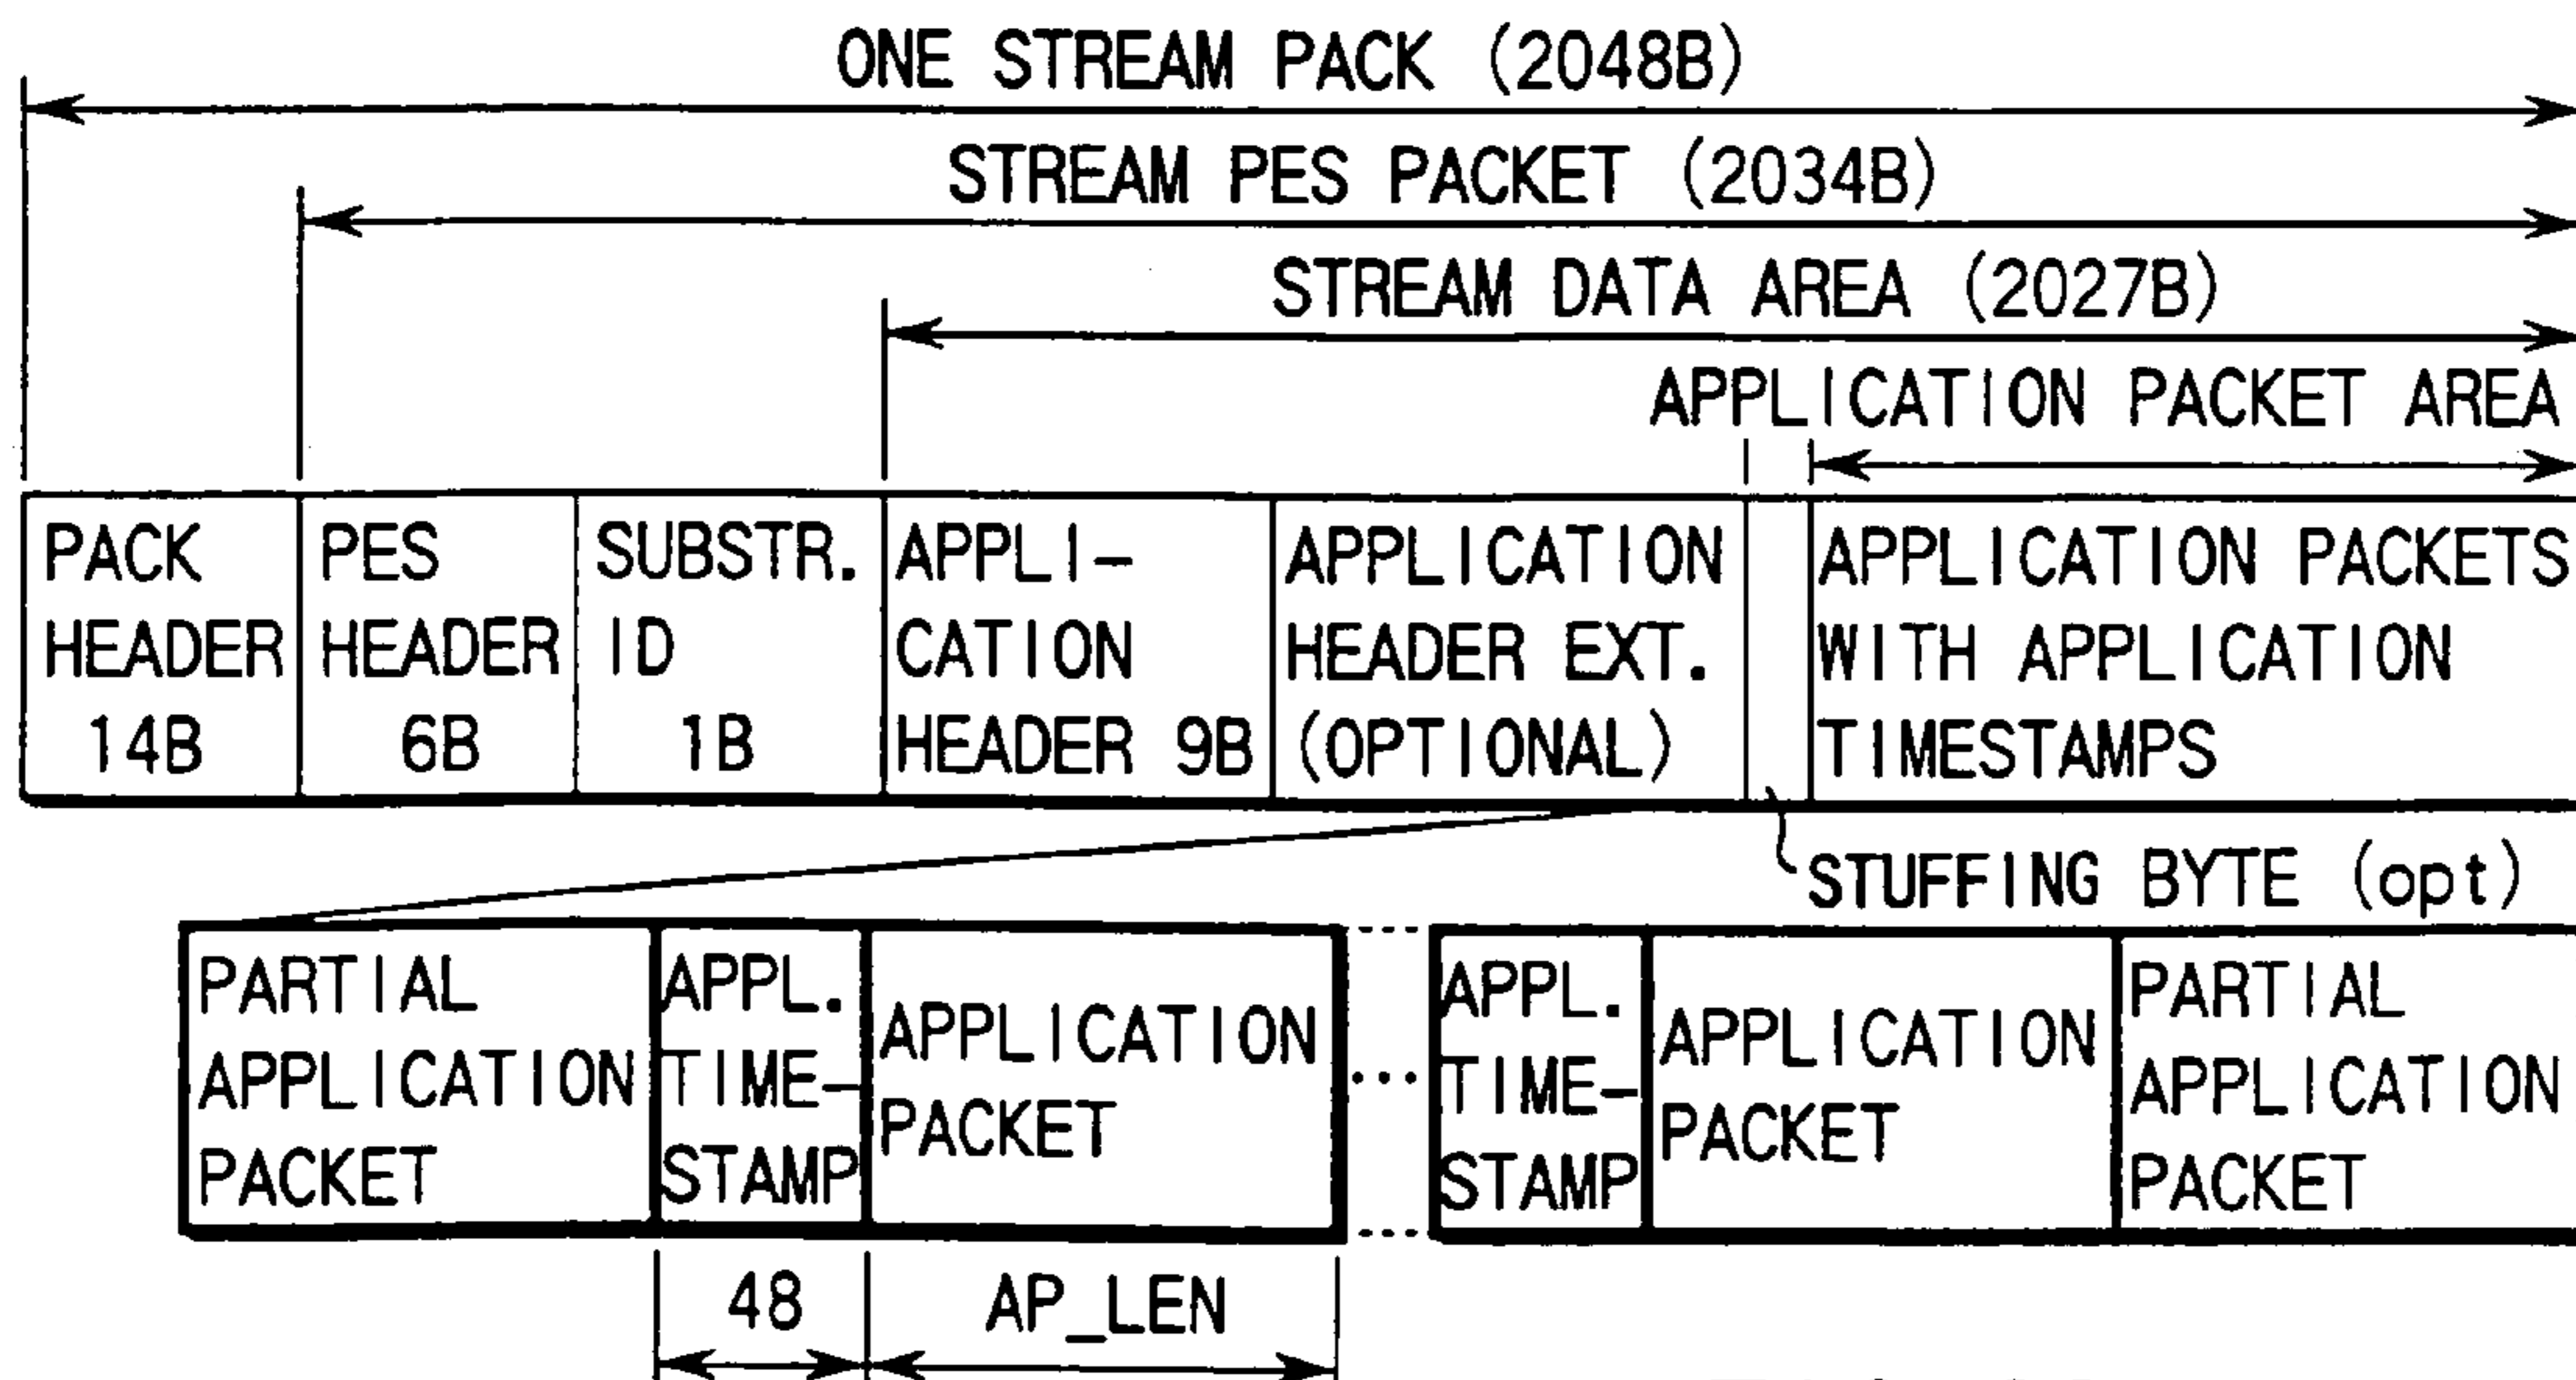 ONE STREAM PACK (2048B)
STREAM PES PACKET (2034B)
STREAM DATA AREA (2027B)
APPLICATION PACKET AREA
PACK
HEADER
14B
PES
HEADER
6B
SUBSTR.
ID
1B
APPLI-
CATION
HEADER 9B
APPLICATION
HEADER EXT.
(OPTIONAL)
APPLICATION PACKETS
WITH APPLICATION
TIMESTAMPS
STUFFING BYTE (opt)
PARTIAL
APPLICATION
PACKET
APPL.
TIME-
STAMP
APPLICATION
PACKET
...
APPL.
TIME-
STAMP
APPLICATION
PACKET
PARTIAL
APPLICATION
PACKET
48
AP_LEN